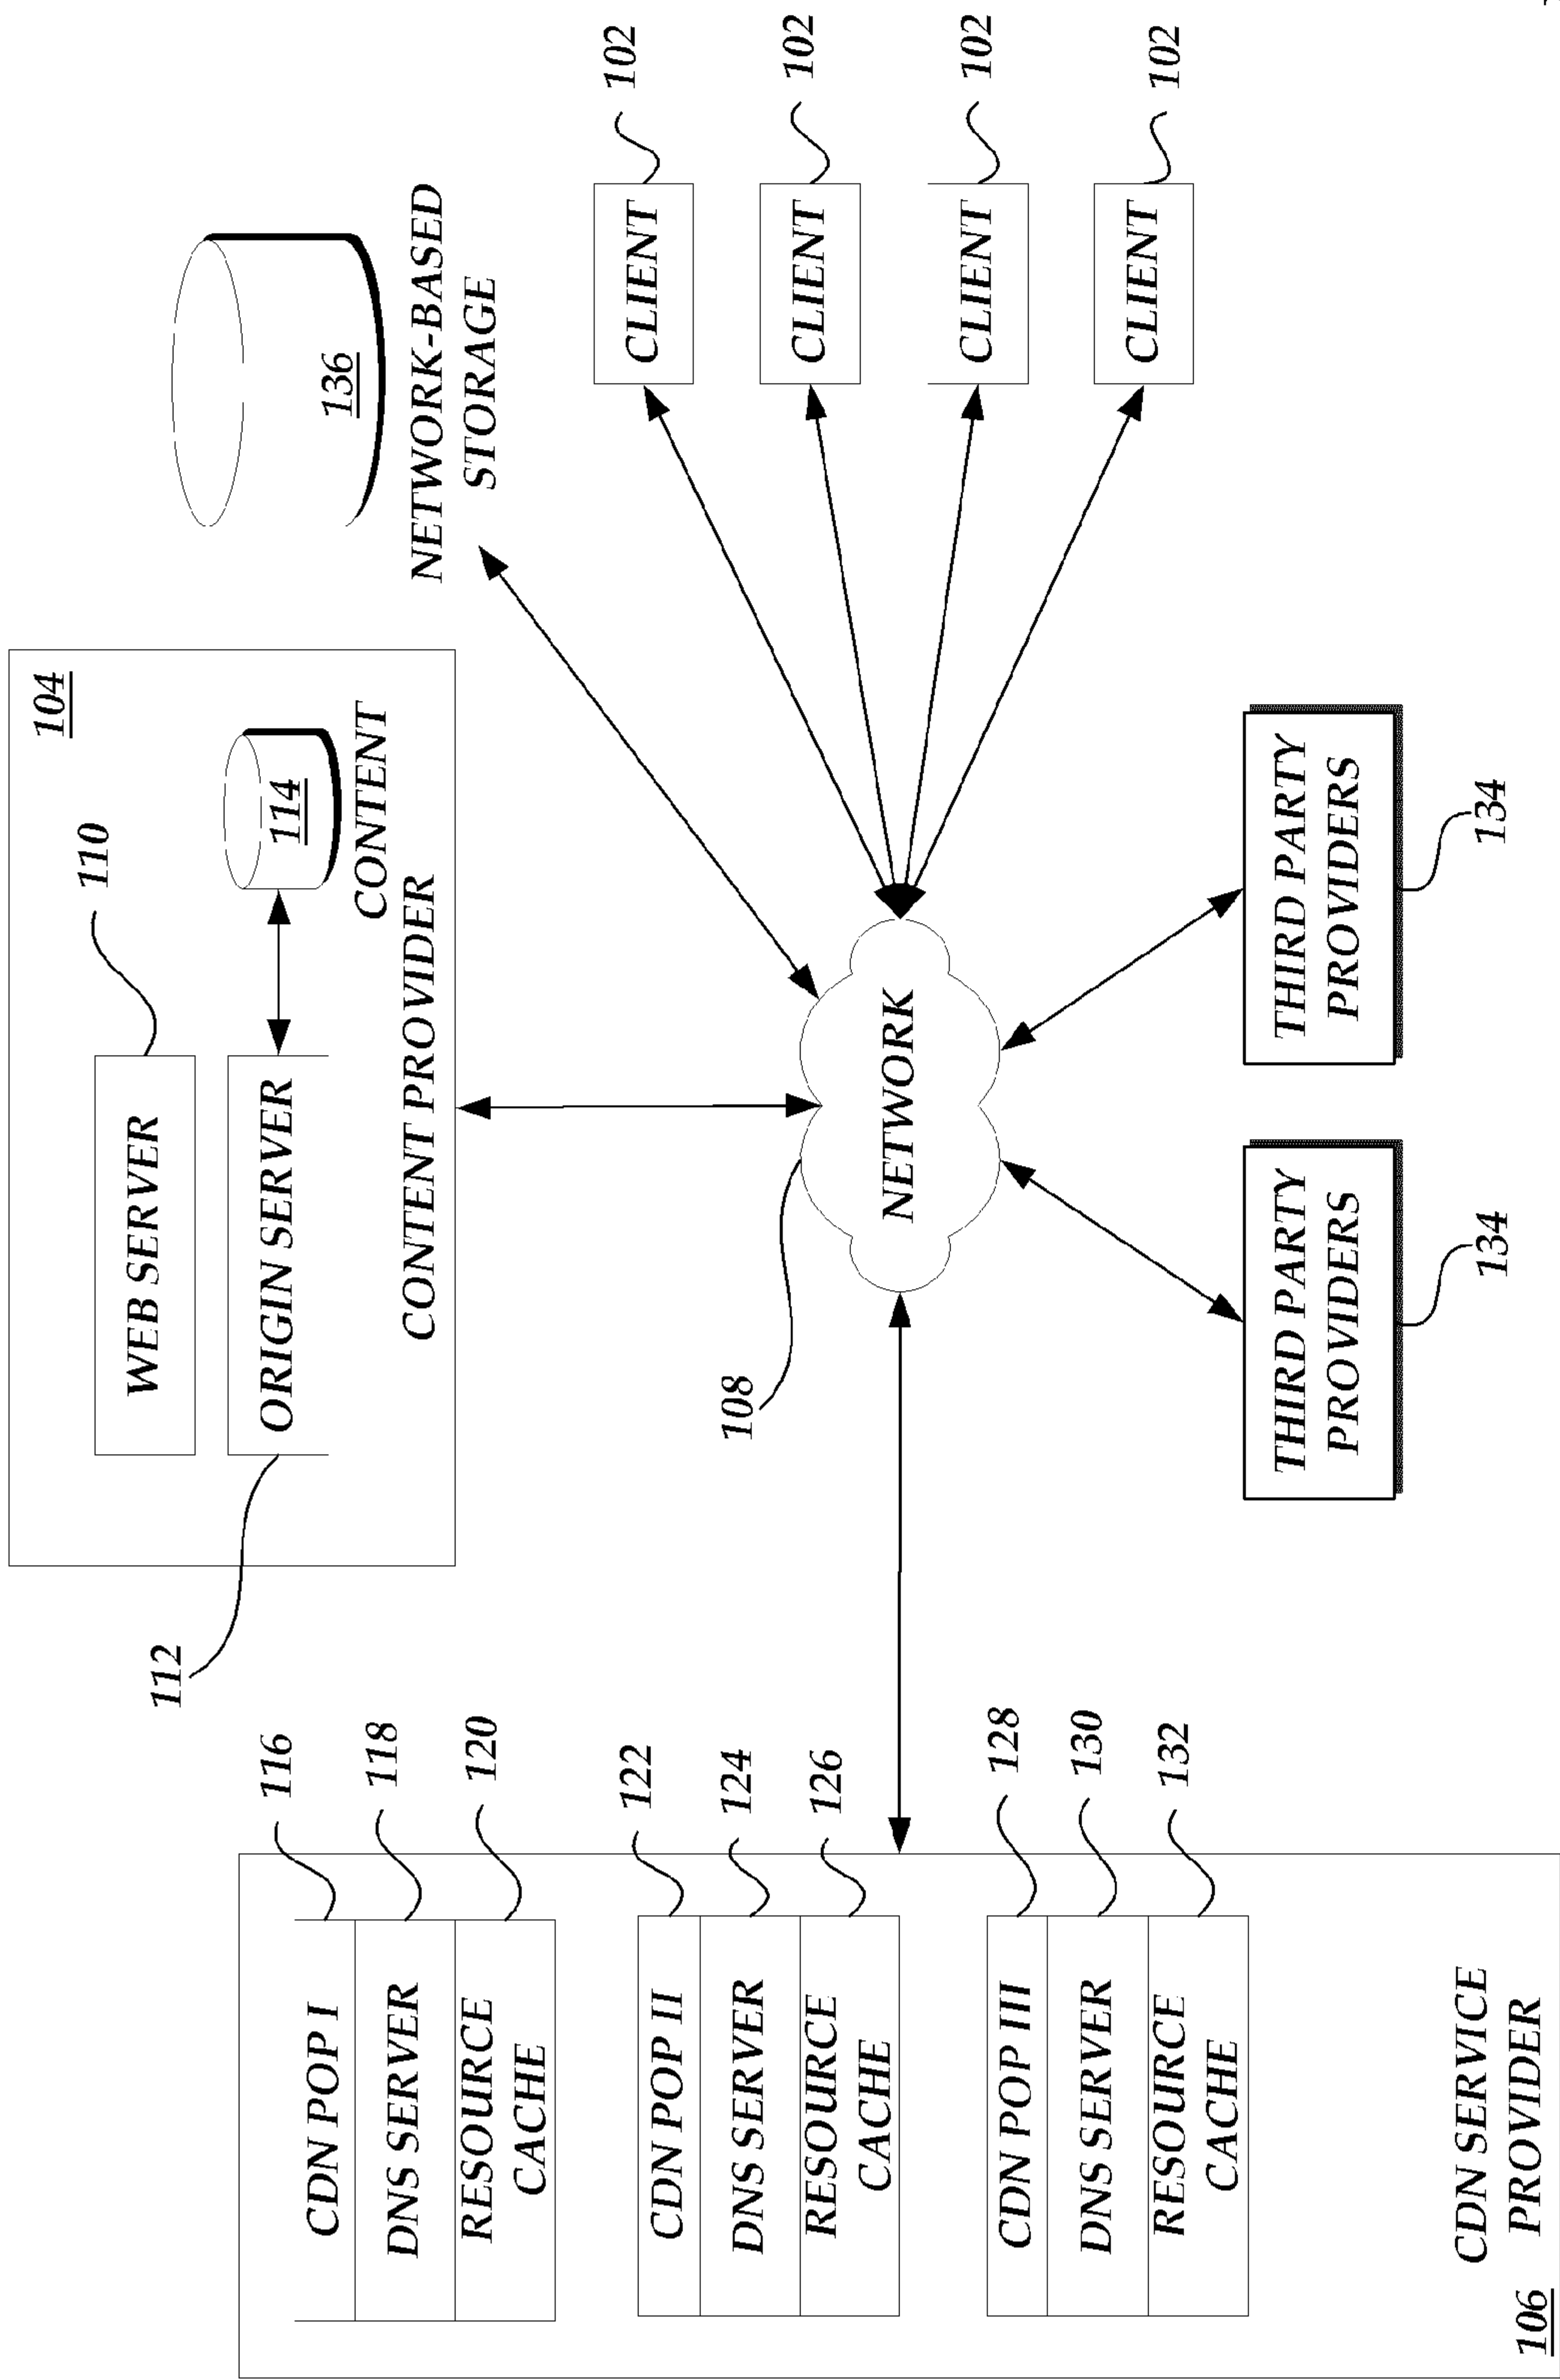 104
110
WEB SERVER
112
ORIGIN SERVER
114
CONTENT
CONTENT PROVIDER
136
NETWORK-BASED
STORAGE
116
CDN POP I
118
DNS SERVER
120
RESOURCE
CACHE
122
CDN POP II
124
DNS SERVER
126
RESOURCE
CACHE
128
CDN POP III
130
DNS SERVER
132
RESOURCE
CACHE
CDN SERVICE
PROVIDER
106
108
NETWORK
CLIENT
102
CLIENT
102
CLIENT
102
CLIENT
102
THIRD PARTY
PROVIDERS
134
THIRD PARTY
PROVIDERS
134